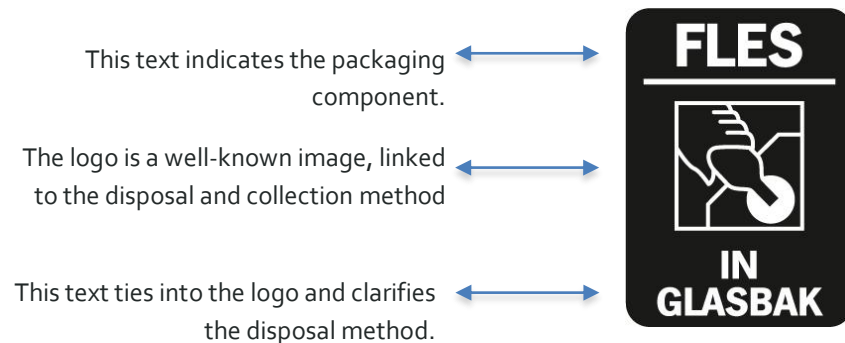 This text indicates the packaging
component.
The logo is a well-known image, linked
to the disposal and collection method
This text ties into the logo and clarifies
the disposal method.
FLES
IN
GLASBAK